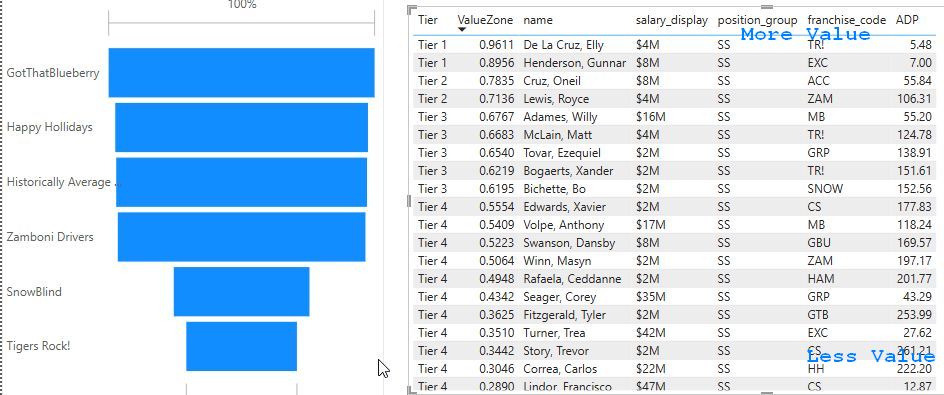 100%
GotThatBlueberry
Happy Hollidays
Historically Average ...
Zamboni Drivers
SnowBlind
Tigers Rock!
Tier ValueZone name salary_display position_group franchise_code ADP
More Value
Tier 1 0.9611 De La Cruz, Elly $4M SS TR! 5.48
Tier 1 0.8956 Henderson, Gunnar $8M SS EXC 7.00
Tier 2 0.7835 Cruz, Oneil $8M SS ACC 55.84
Tier 2 0.7136 Lewis, Royce $4M SS ZAM 106.31
Tier 3 0.6767 Adames, Willy $16M SS MB 55.20
Tier 3 0.6683 McLain, Matt $4M SS TR! 124.78
Tier 3 0.6540 Tovar, Ezequiel $2M SS GRP 138.91
Tier 3 0.6219 Bogaerts, Xander $2M SS TR! 151.61
Tier 3 0.6195 Bichette, Bo $2M SS SNOW 152.56
Tier 4 0.5554 Edwards, Xavier $2M SS CS 177.83
Tier 4 0.5409 Volpe, Anthony $17M SS MB 118.24
Tier 4 0.5223 Swanson, Dansby $8M SS GBU 169.57
Tier 4 0.5064 Winn, Masyn $2M SS ZAM 197.17
Tier 4 0.4948 Rafaela, Ceddanne $2M SS HAM 201.77
Tier 4 0.4342 Seager, Corey $35M SS GRP 43.29
Tier 4 0.3625 Fitzgerald, Tyler $2M SS GTB 253.99
Tier 4 0.3510 Turner, Trea $42M SS EXC 27.62
Tier 4 0.3442 Story, Trevor $2M SS CS 261.21
Less Value
Tier 4 0.3046 Correa, Carlos $22M SS HH 222.20
Tier 4 0.2890 Lindor, Francisco $47M SS CS 12.87